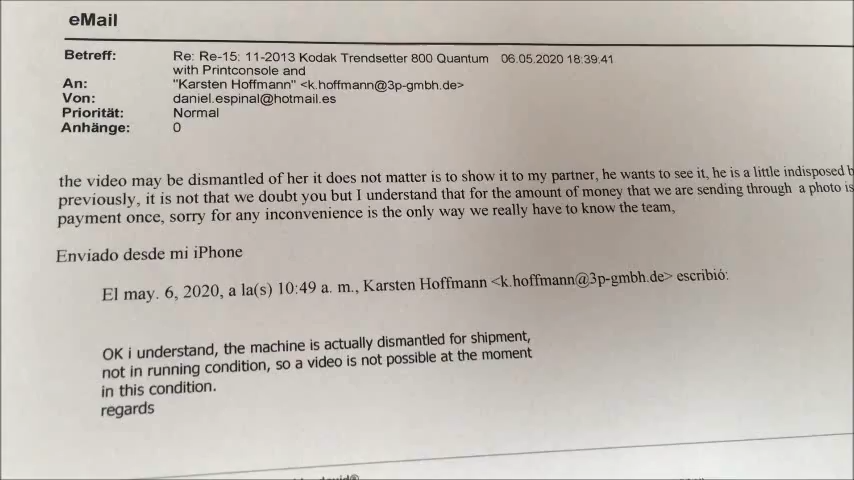 eMail
Betreff: Re: Re-15: 11-2013 Kodak Trendsetter 800 Quantum 06.05.2020 18:39:41
with Printconsole and
An: "Karsten Hoffmann" <k.hoffmann@3p-gmbh.de>
Von: daniel.espinal@hotmail.es
Priorität: Normal
Anhänge: 0
the video may be dismantled of her it does not matter is to show it to my partner, he wants to see it, he is a little indisposed
previously, it is not that we doubt you but I understand that for the amount of money that we are sending through a photo is
payment once, sorry for any inconvenience is the only way we really have to know the team,
Enviado desde mi iPhone
El may. 6, 2020, a la(s) 10:49 a. m., Karsten Hoffmann <k.hoffmann@3p-gmbh.de> escribió:
OK i understand, the machine is actually dismantled for shipment,
not in running condition, so a video is not possible at the moment
in this condition.
regards